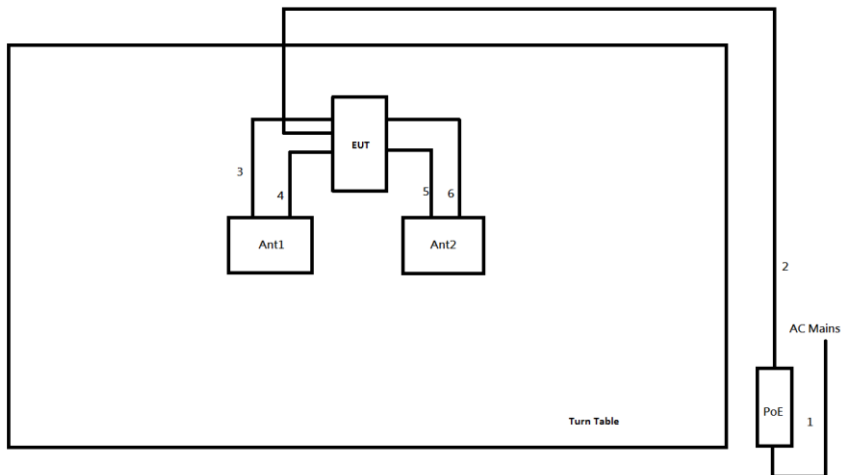 EUT
3
4
5
6
Ant1
Ant2
2
AC Mains
PoE
1
Turn Table